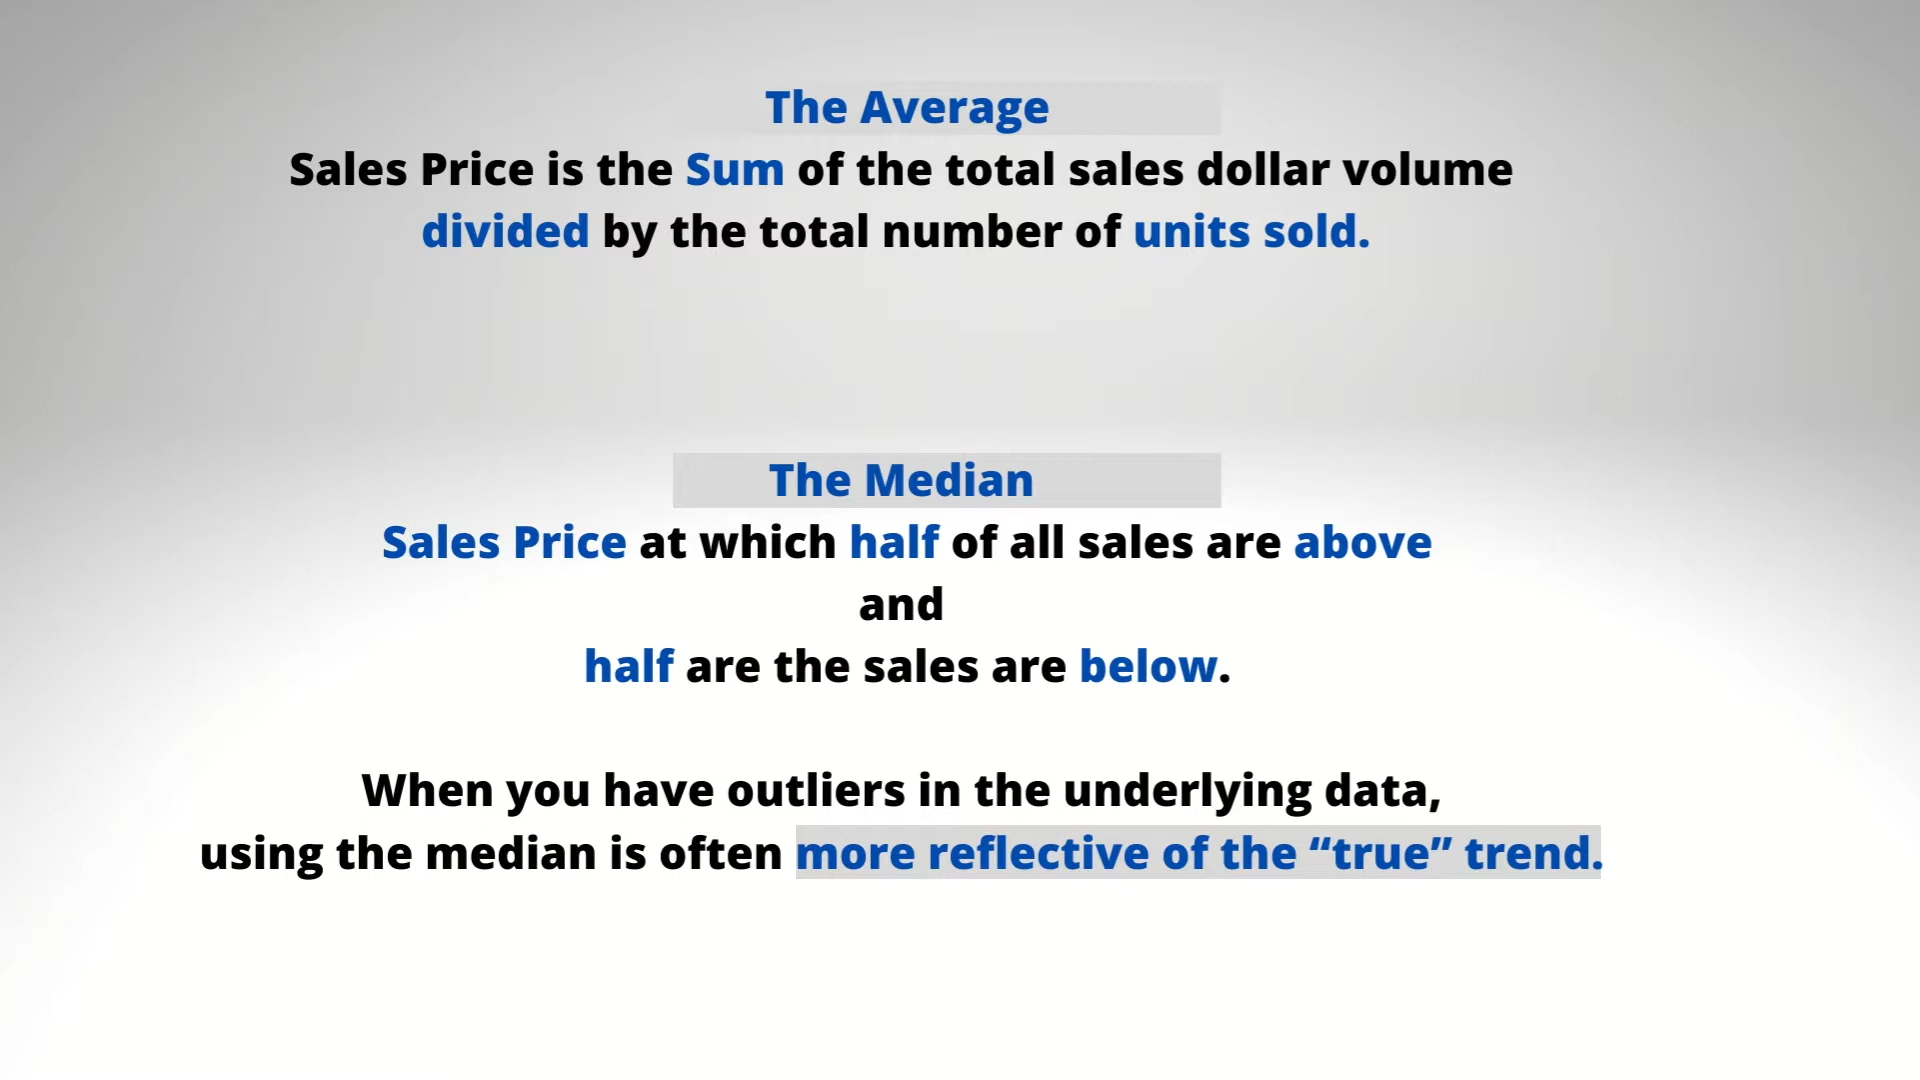 The Average
Sales Price is the Sum of the total sales dollar volume
divided by the total number of units sold.
The Median
Sales Price at which half of all sales are above
and
half are the sales are below.
When you have outliers in the underlying data,
using the median is often more reflective of the “true” trend.